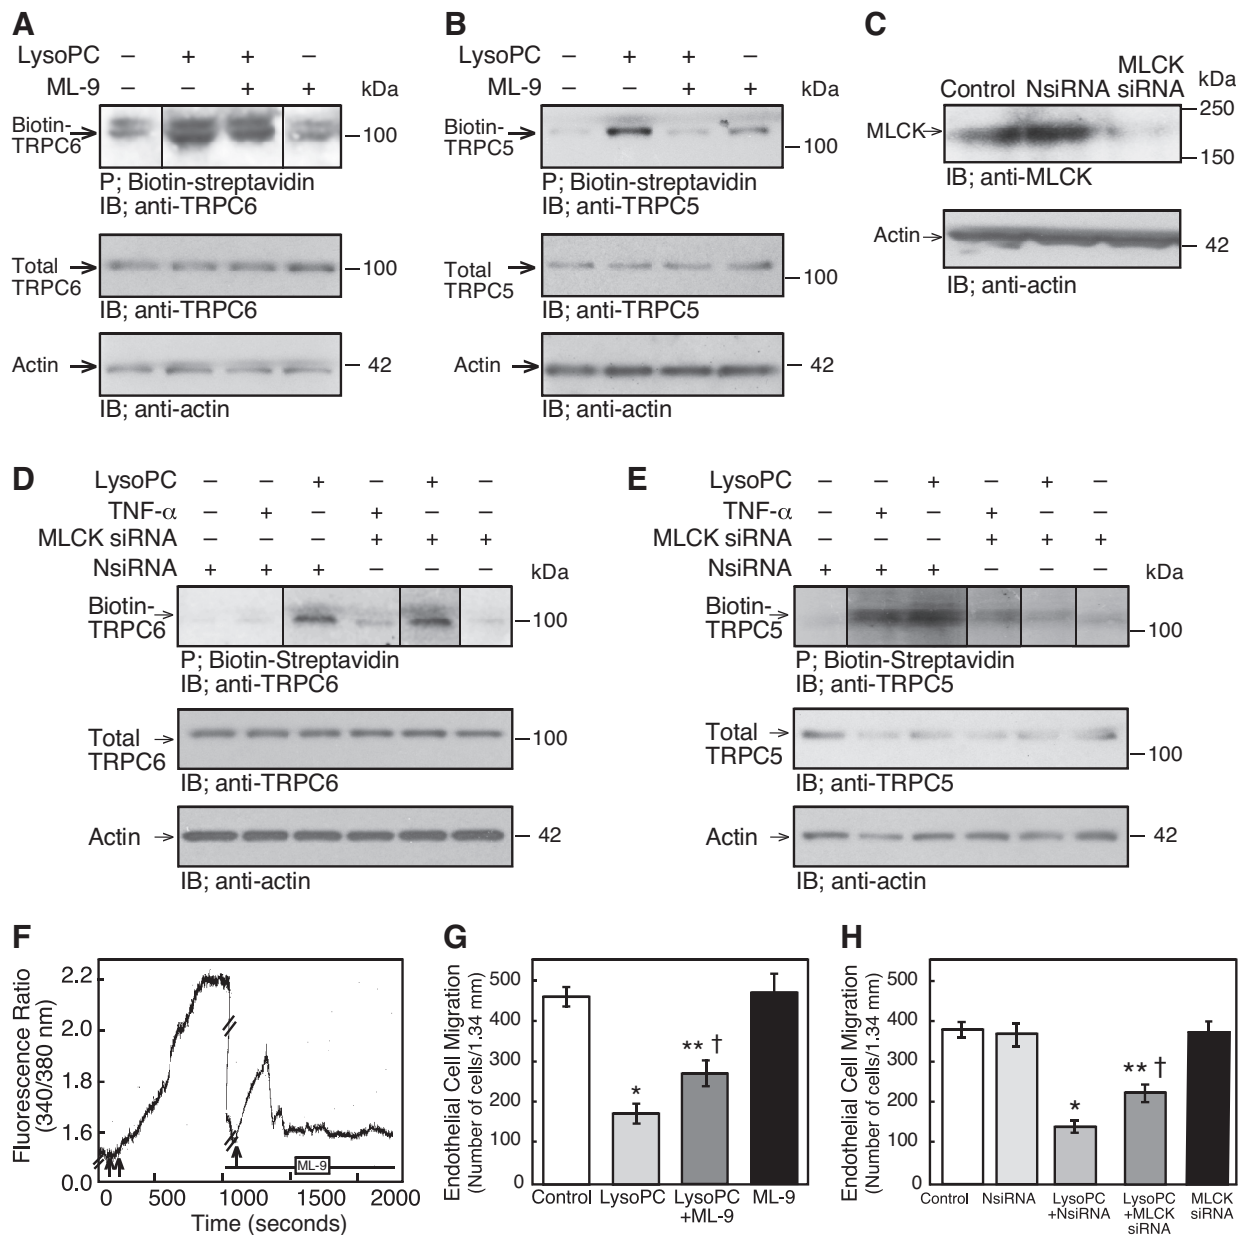 A
LysoPC – + + –
ML-9 – – + + kDa
Biotin-
TRPC6
100
P; Biotin-streptavidin
IB; anti-TRPC6
Total
TRPC6
100
IB; anti-TRPC6
Actin
42
IB; anti-actin
B
LysoPC – + + –
ML-9 – – + + kDa
Biotin-
TRPC5
100
P; Biotin-streptavidin
IB; anti-TRPC5
Total
TRPC5
100
IB; anti-TRPC5
Actin
42
IB; anti-actin
C
Control NsiRNA MLCK
siRNA
kDa
250
MLCK
150
IB; anti-MLCK
Actin
42
IB; anti-actin
D
LysoPC – – + – + –
TNF-α – + – + – –
MLCK siRNA – – – + + +
NsiRNA + + + – – –
kDa
Biotin-
TRPC6
100
P; Biotin-Streptavidin
IB; anti-TRPC6
Total
TRPC6
100
IB; anti-TRPC6
Actin
42
IB; anti-actin
E
LysoPC – – + – + –
TNF-α – + – + – –
MLCK siRNA – – – + + +
NsiRNA + + + – – –
kDa
Biotin-
TRPC5
100
P; Biotin-Streptavidin
IB; anti-TRPC5
Total
TRPC5
100
IB; anti-TRPC5
Actin
42
IB; anti-actin
F
Fluorescence Ratio
(340/380 nm)
2.2
2.0
1.8
1.6
0.0
ML-9
0 500 1000 1500 2000
Time (seconds)
G
Endothelial Cell Migration
(Number of cells/1.34 mm)
500
400
300
200
100
0
*
** †
Control LysoPC LysoPC
+ML-9
ML-9
H
Endothelial Cell Migration
(Number of cells/1.34 mm)
500
400
300
200
100
0
*
** †
Control NsiRNA LysoPC
+NsiRNA
LysoPC
+MLCK
siRNA
MLCK
siRNA